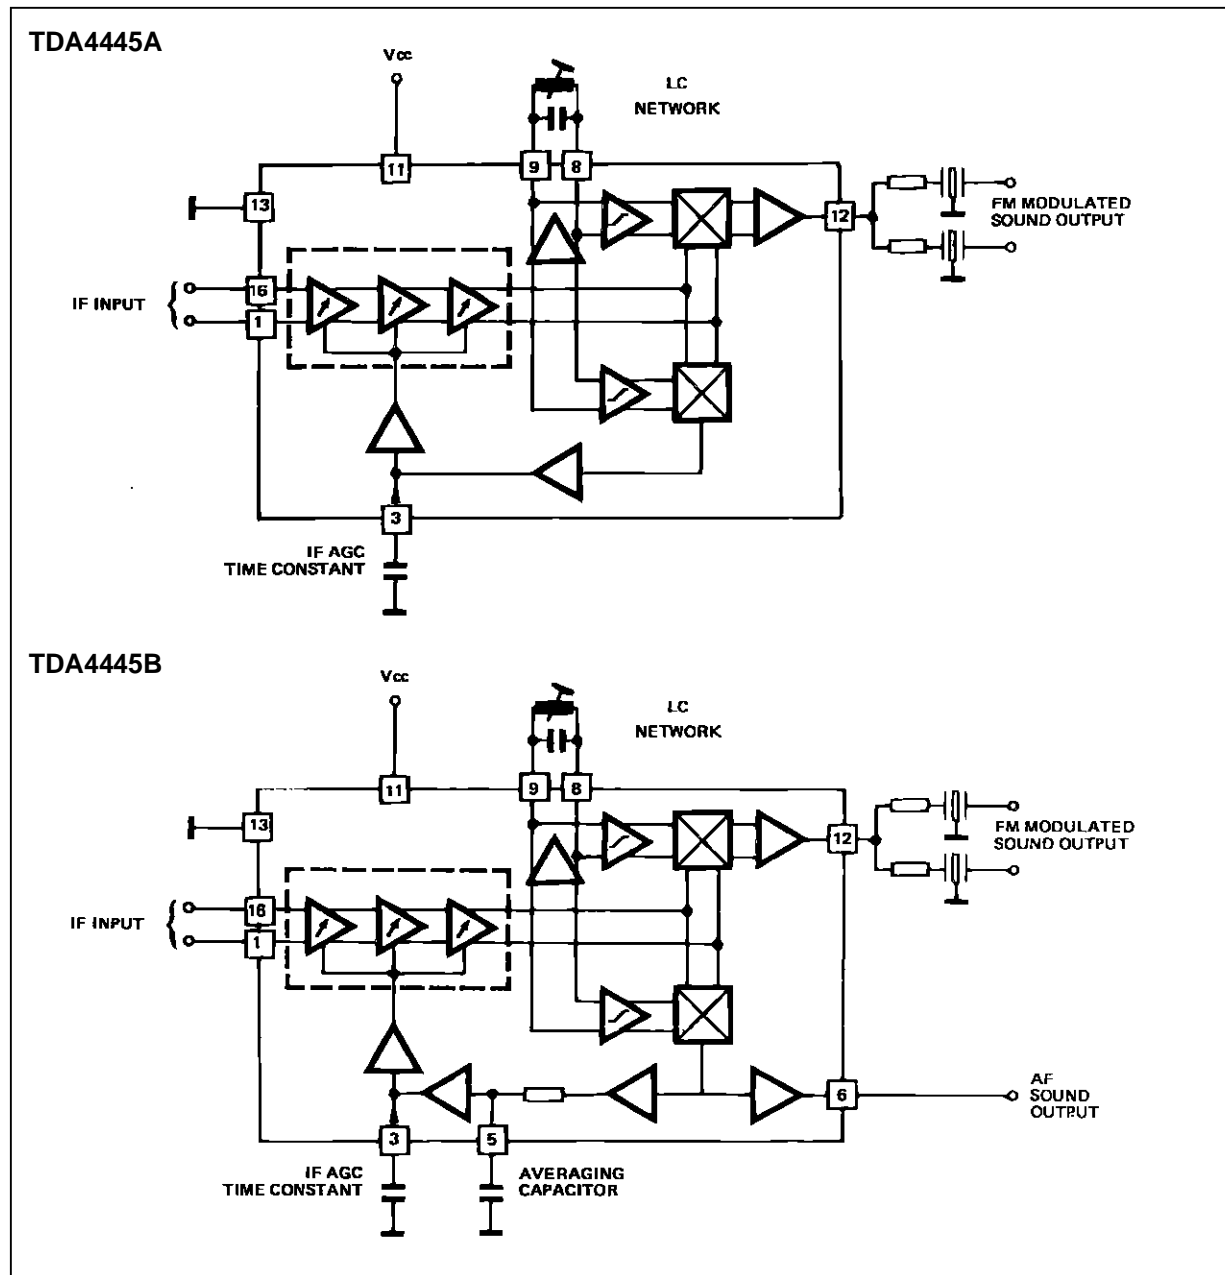 TDA4445A
Vcc
LC
NETWORK
11
9
8
13
12
FM MODULATED
SOUND OUTPUT
IF INPUT
16
1
3
IF AGC
TIME CONSTANT
TDA4445B
Vcc
LC
NETWORK
11
9
8
13
12
FM MODULATED
SOUND OUTPUT
IF INPUT
16
1
6
AF
SOUND
OUTPUT
3
5
IF AGC
TIME CONSTANT
AVERAGING
CAPACITOR